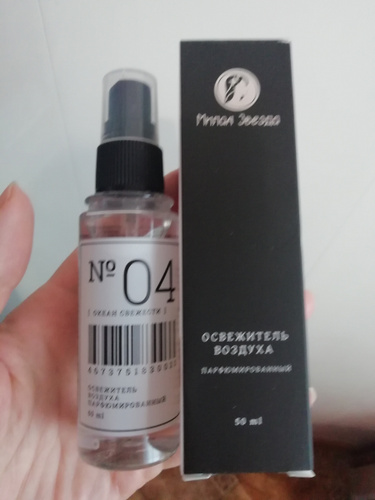 № 04
[ ОКЕАН СВЕЖЕСТИ ]
ОСВЕЖИТЕЛЬ
ВОЗДУХА
ПАРФЮМИРОВАННЫЙ
50 ml
Милая Звезда
ОСВЕЖИТЕЛЬ
ВОЗДУХА
ПАРФЮМИРОВАННЫЙ
50 ml